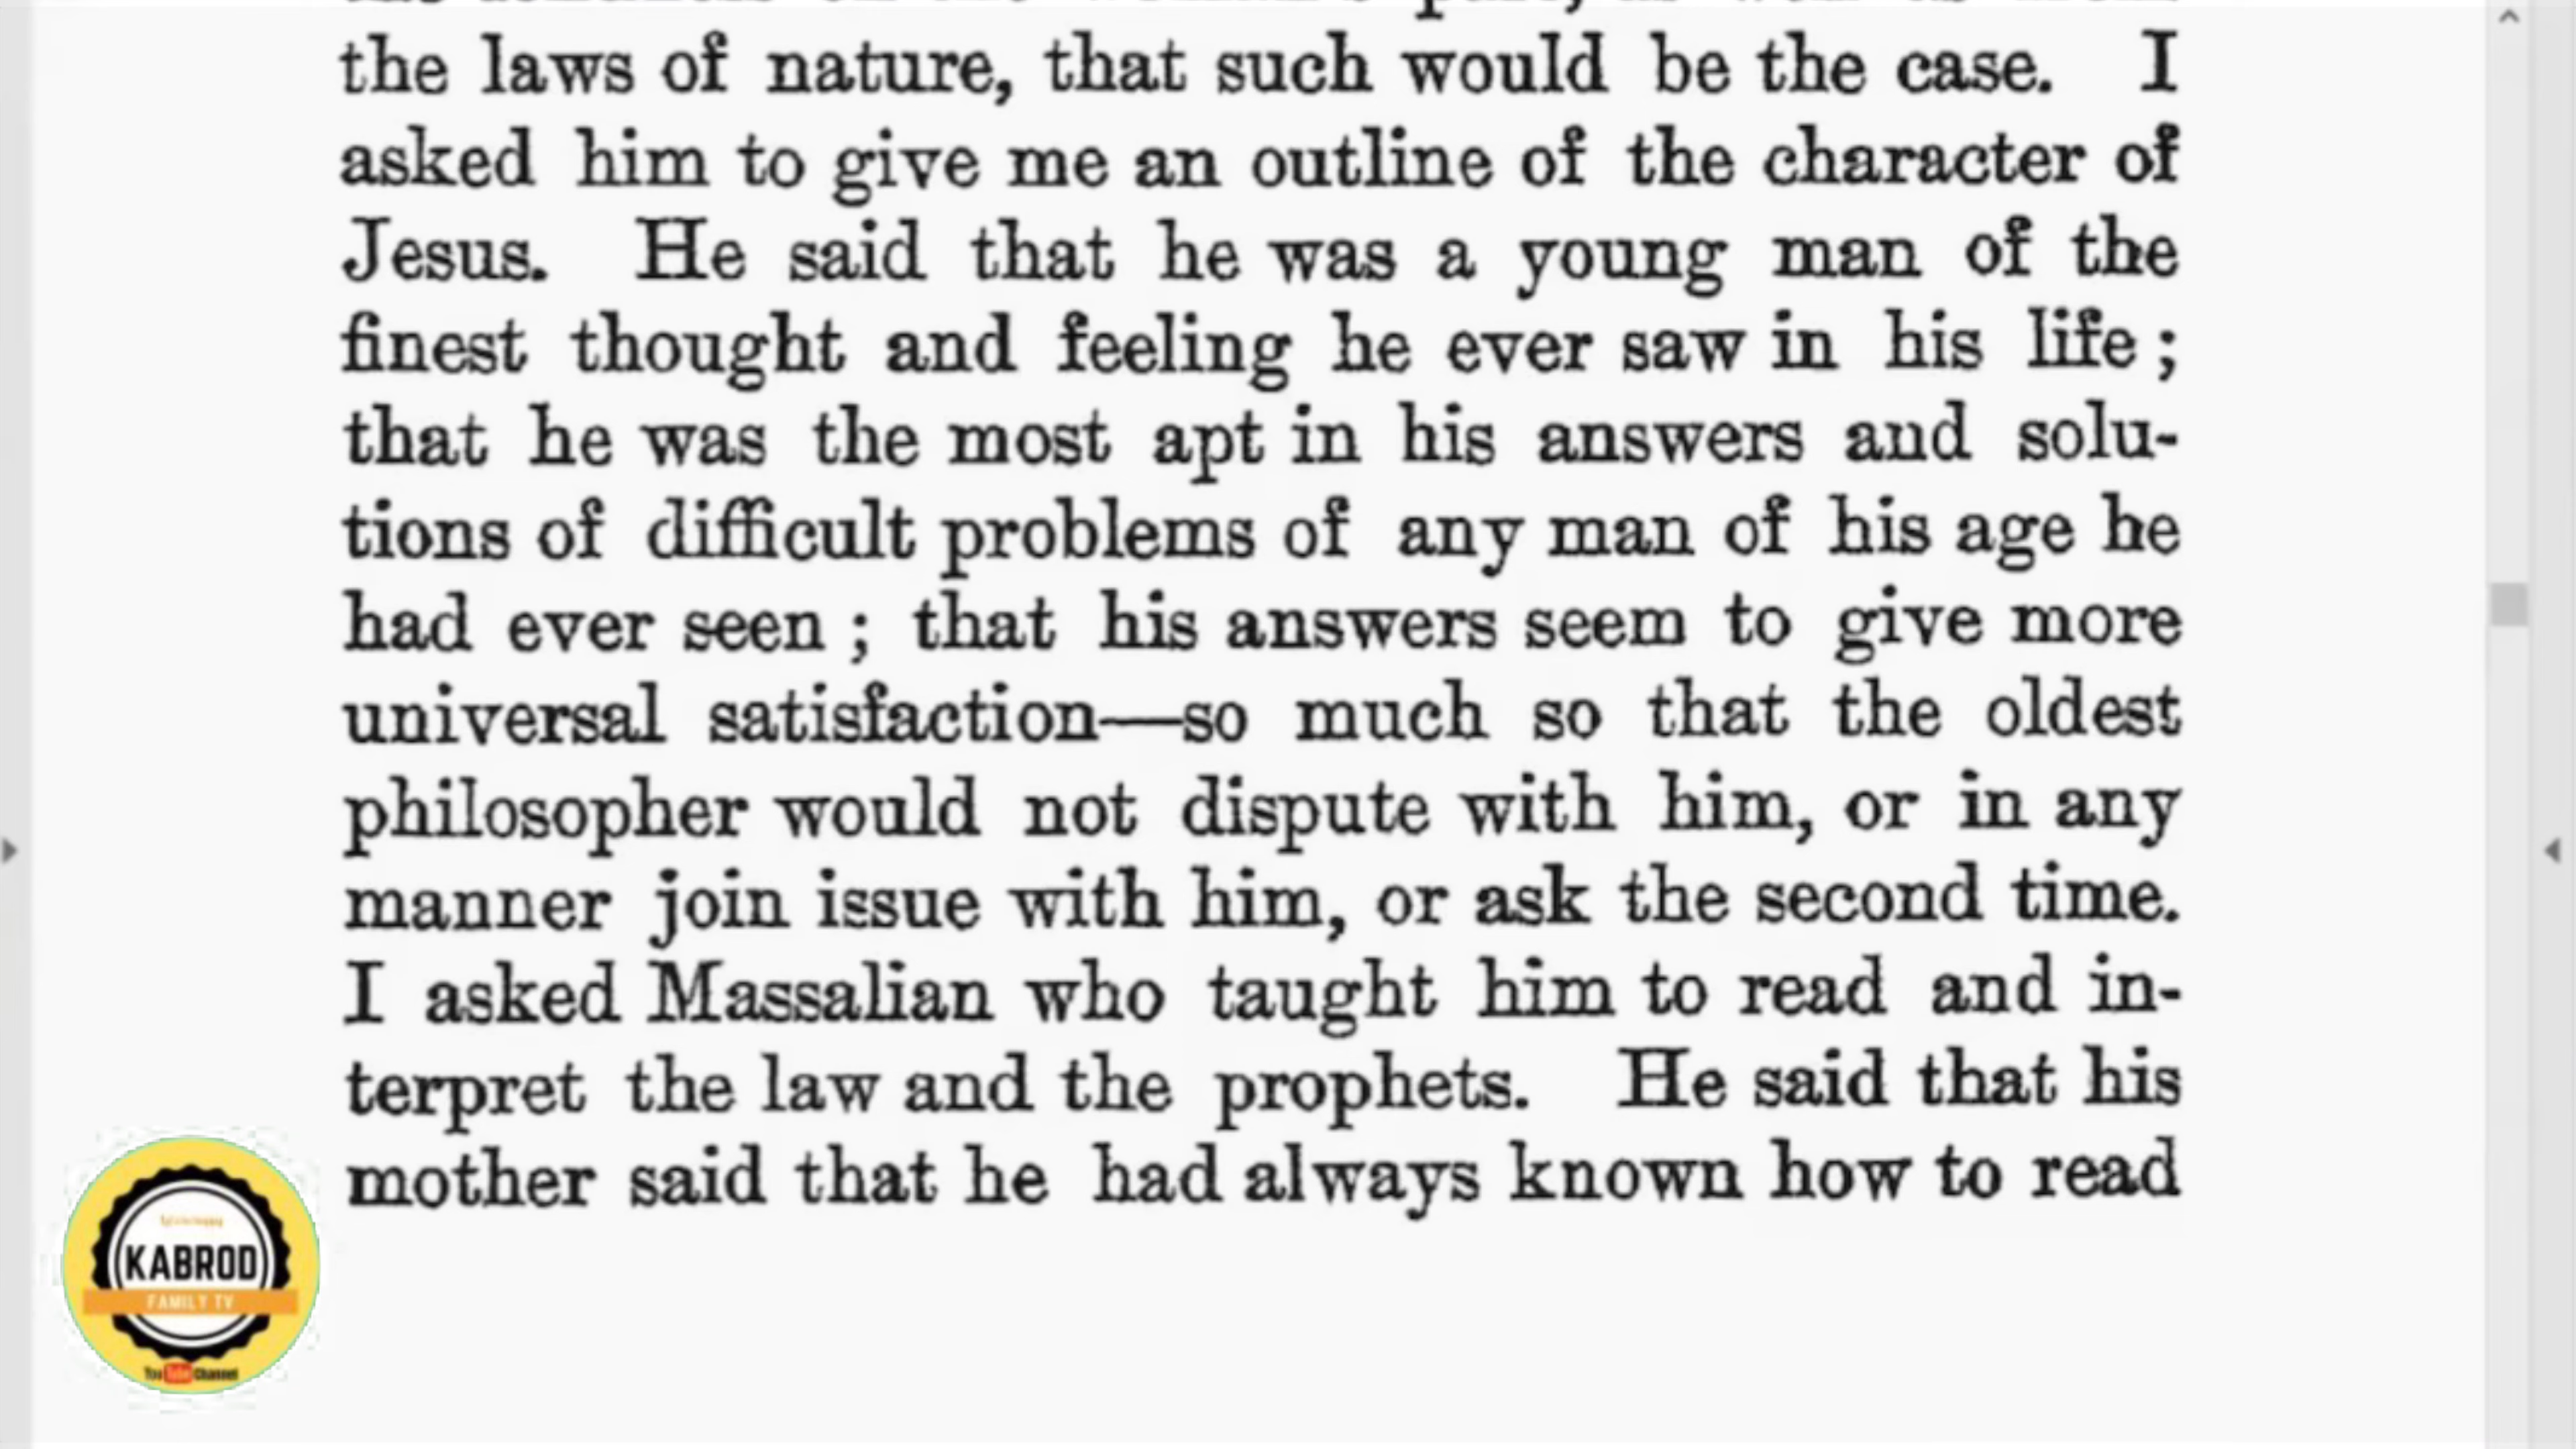 the laws of nature, that such would be the case. I
asked him to give me an outline of the character of
Jesus. He said that he was a young man of the
finest thought and feeling he ever saw in his life ;
that he was the most apt in his answers and solu-
tions of difficult problems of any man of his age he
had ever seen ; that his answers seem to give more
universal satisfaction—so much so that the oldest
philosopher would not dispute with him, or in any
manner join issue with him, or ask the second time.
I asked Massalian who taught him to read and in-
terpret the law and the prophets. He said that his
mother said that he had always known how to read
KABROD
FAMILY TV
YouTube Channel